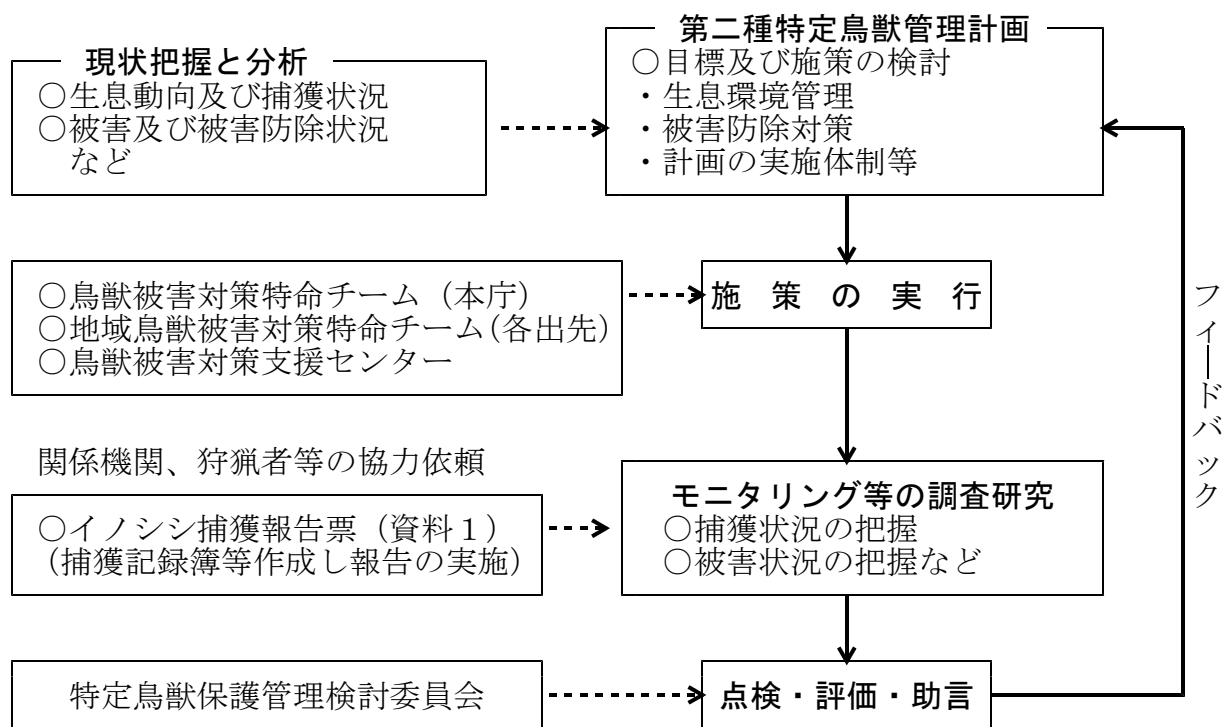 現状把握と分析
○生息動向及び捕獲状況
○被害及び被害防除状況
など
第二種特定鳥獣管理計画
○目標及び施策の検討
・生息環境管理
・被害防除対策
・計画の実施体制等
○鳥獣被害対策特命チーム（本庁）
○地域鳥獣被害対策特命チーム(各出先)
○鳥獣被害対策支援センター
施策の実行
関係機関、狩猟者等の協力依頼
○イノシシ捕獲報告票（資料１）
（捕獲記録簿等作成し報告の実施）
モニタリング等の調査研究
○捕獲状況の把握
○被害状況の把握など
特定鳥獣保護管理検討委員会
点検・評価・助言
フィードバック